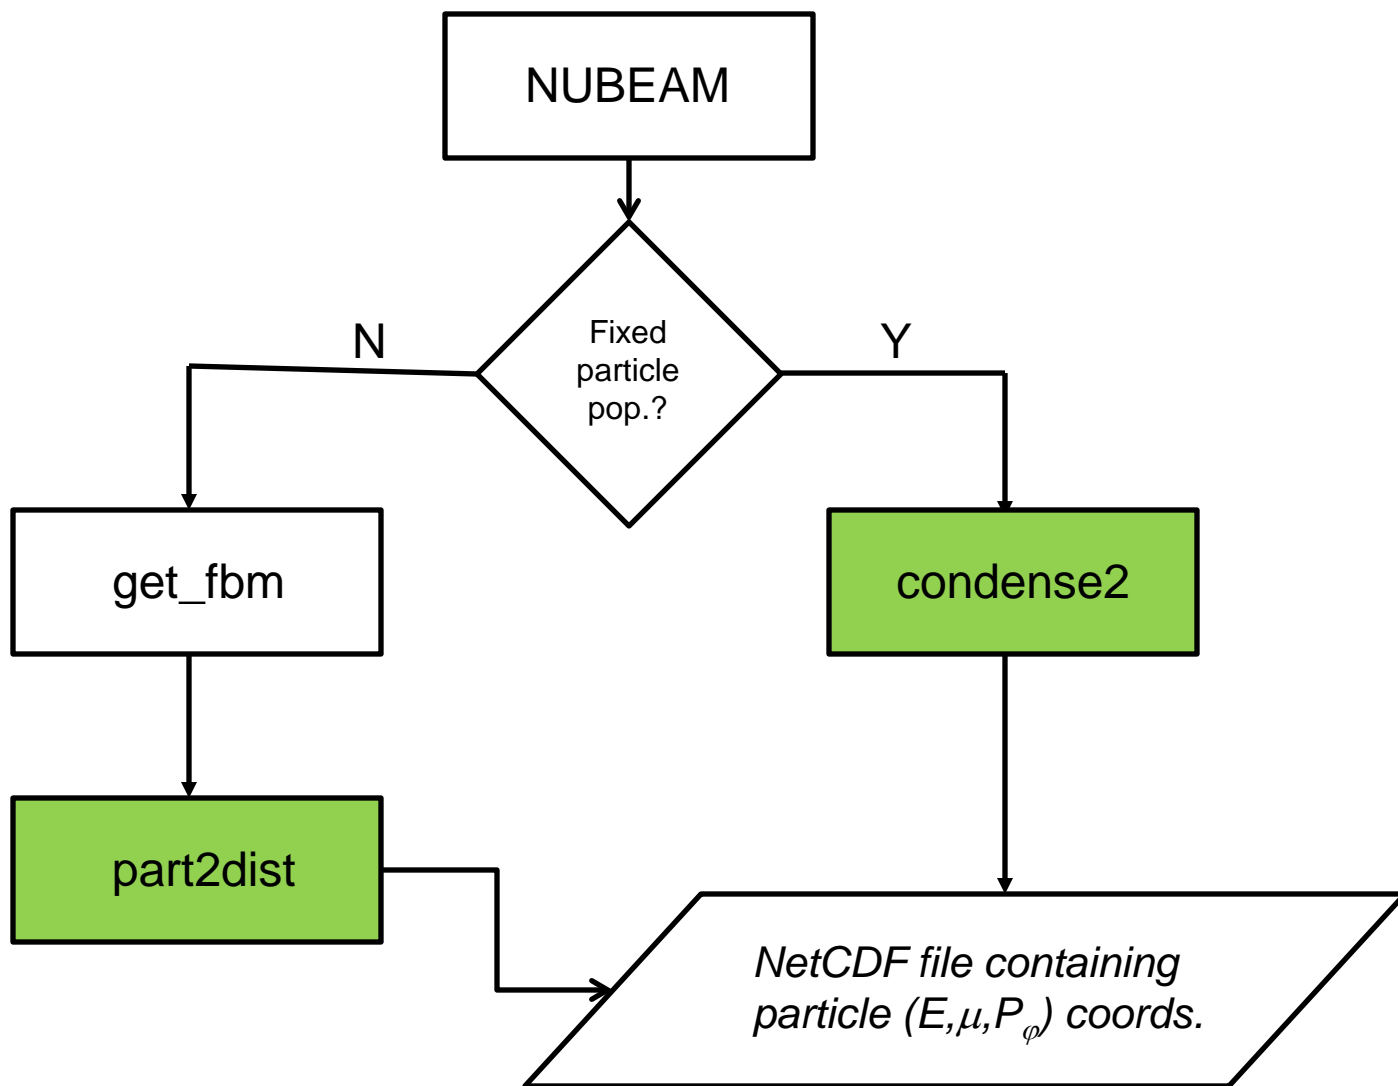 NUBEAM
N
Fixed
particle
pop.?
Y
get_fbm
condense2
part2dist
NetCDF file containing
particle (E,μ,Pφ) coords.